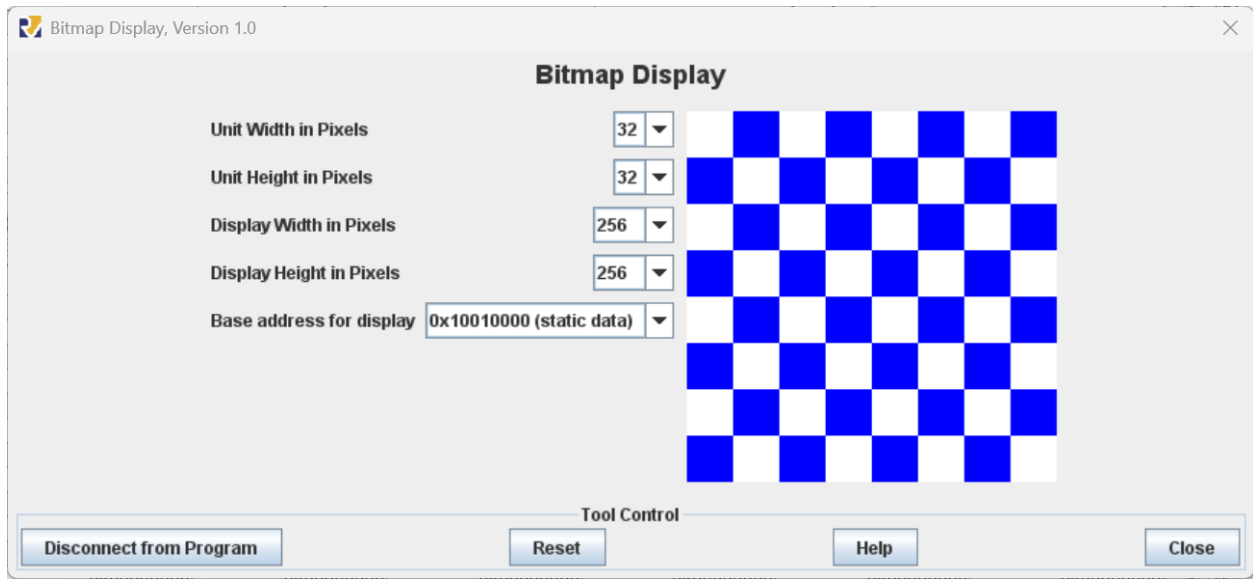 Bitmap Display, Version 1.0
Bitmap Display
Unit Width in Pixels 32
Unit Height in Pixels 32
Display Width in Pixels 256
Display Height in Pixels 256
Base address for display 0x10010000 (static data)
Tool Control
Disconnect from Program Reset Help Close